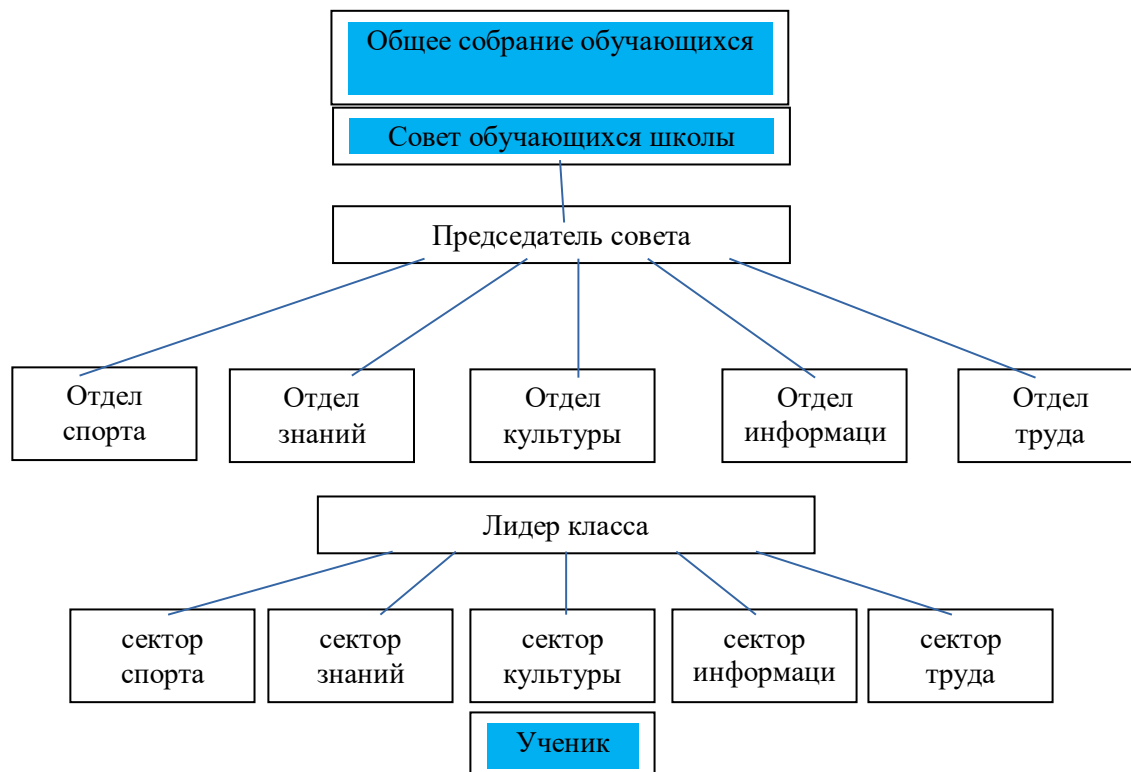 Общее собрание обучающихся
Совет обучающихся школы
Председатель совета
Отдел
спорта
Отдел
знаний
Отдел
культуры
Отдел
информаци
Отдел
труда
Лидер класса
сектор
спорта
сектор
знаний
сектор
культуры
сектор
информаци
сектор
труда
Ученик